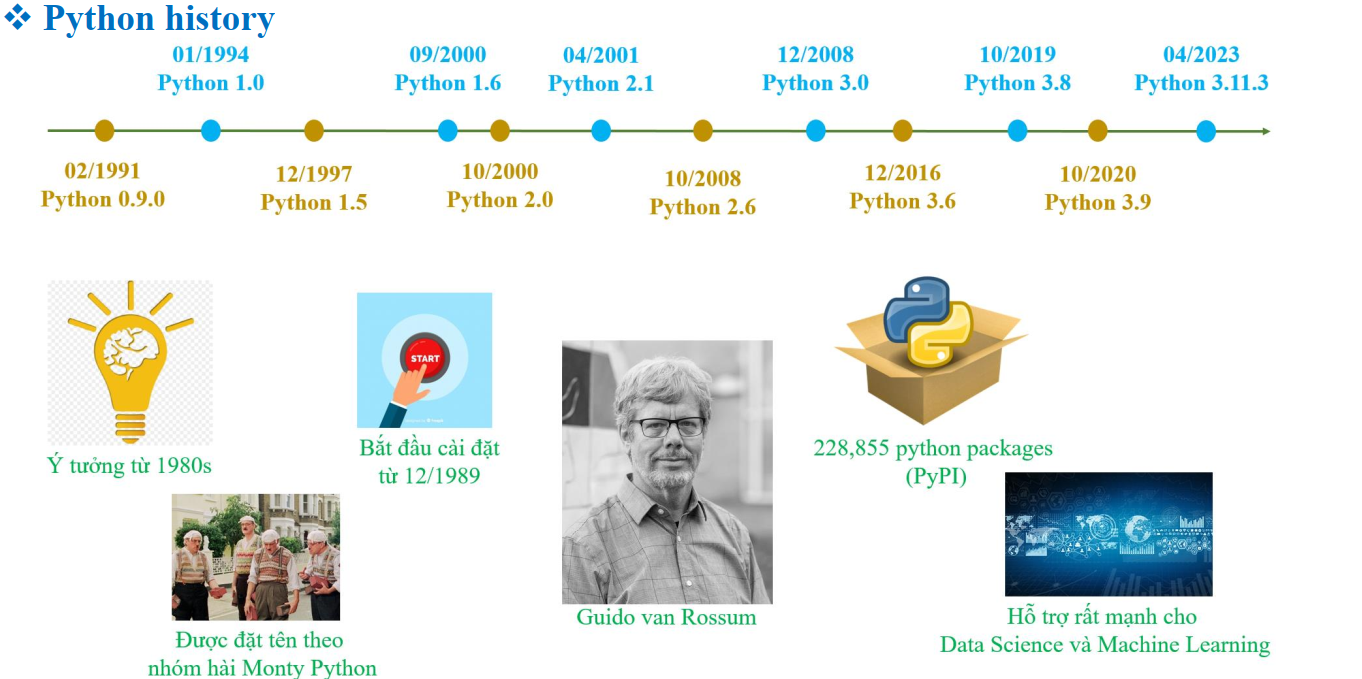 Python history
01/1994
Python 1.0
09/2000
Python 1.6
04/2001
Python 2.1
12/2008
Python 3.0
10/2019
Python 3.8
04/2023
Python 3.11.3
02/1991
Python 0.9.0
12/1997
Python 1.5
10/2000
Python 2.0
10/2008
Python 2.6
12/2016
Python 3.6
10/2020
Python 3.9
Ý tưởng từ 1980s
START
Bắt đầu cài đặt
từ 12/1989
Được đặt tên theo
nhóm hài Monty Python
Guido van Rossum
228,855 python packages
(PyPI)
Hỗ trợ rất mạnh cho
Data Science và Machine Learning